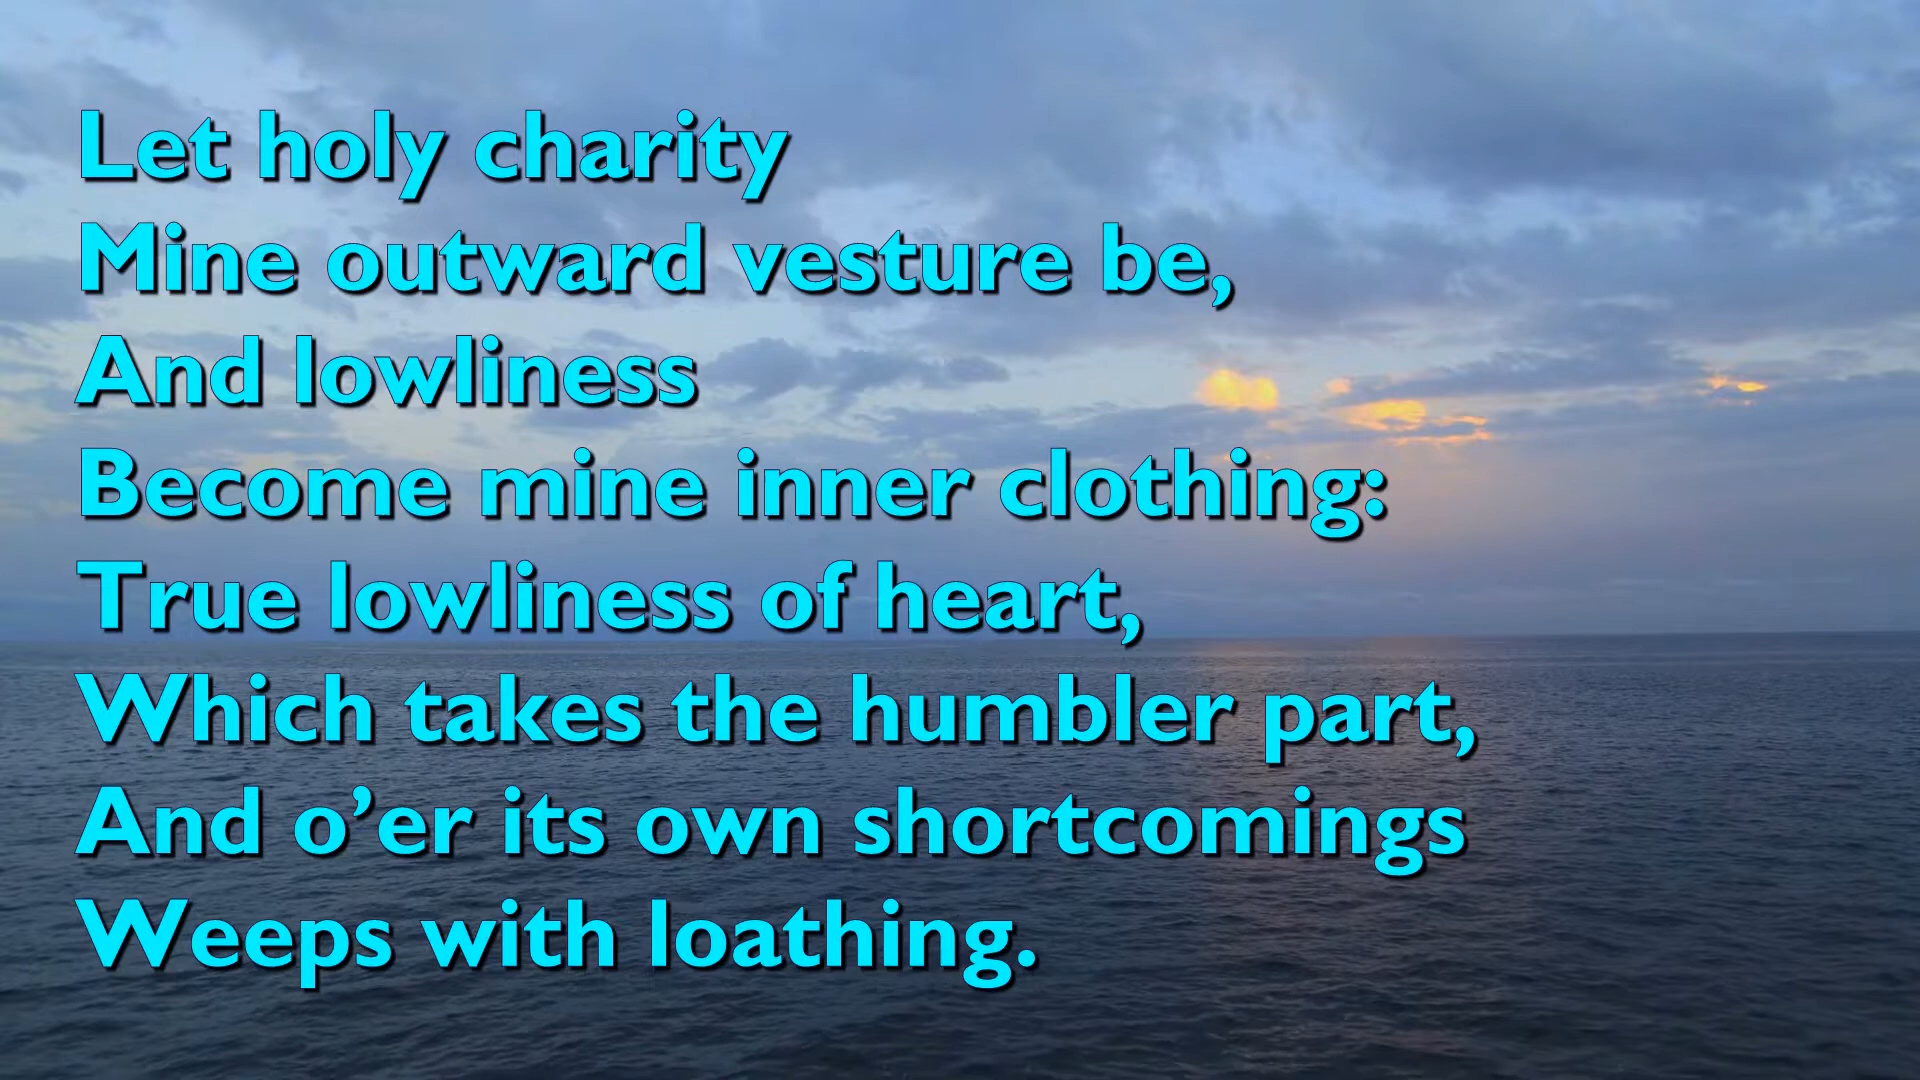 Let holy charity
Mine outward vesture be,
And lowliness
Become mine inner clothing:
True lowliness of heart,
Which takes the humbler part,
And o’er its own shortcomings
Weeps with loathing.